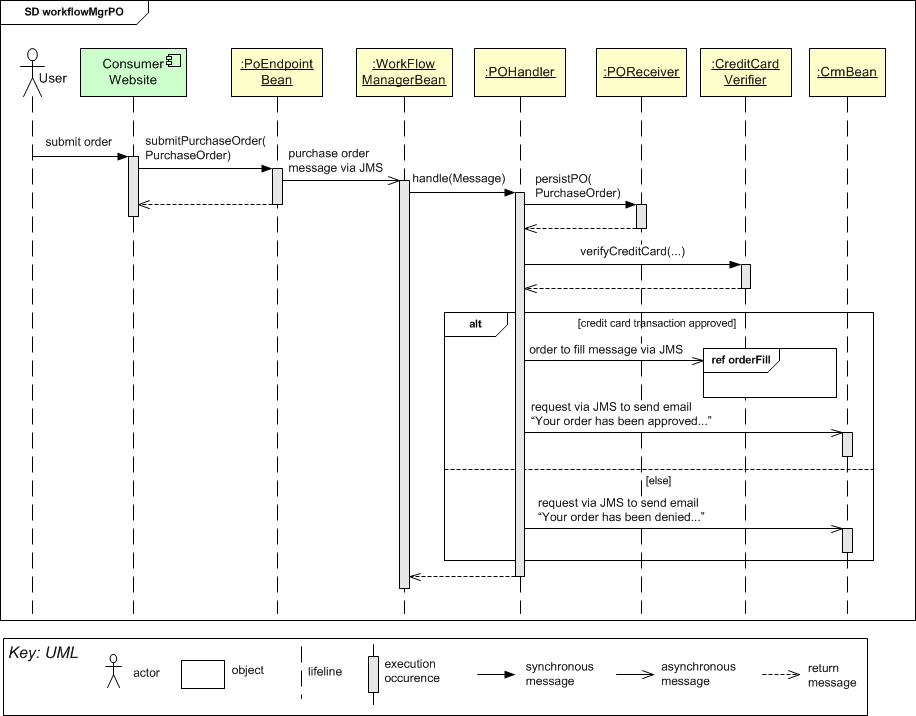 SD workflowMgrPO
User
Consumer
Website
:PoEndpoint
Bean
:WorkFlow
ManagerBean
:POHandler
:POReceiver
:CreditCard
Verifier
:CrmBean
submit order
submitPurchaseOrder(
PurchaseOrder)
purchase order
message via JMS
handle(Message)
persistPO(
PurchaseOrder)
verifyCreditCard(...)
alt
[credit card transaction approved]
order to fill message via JMS
ref orderFill
request via JMS to send email
“Your order has been approved...”
[else]
request via JMS to send email
“Your order has been denied...”
Key: UML
actor
object
lifeline
execution
occurence
synchronous
message
asynchronous
message
return
message